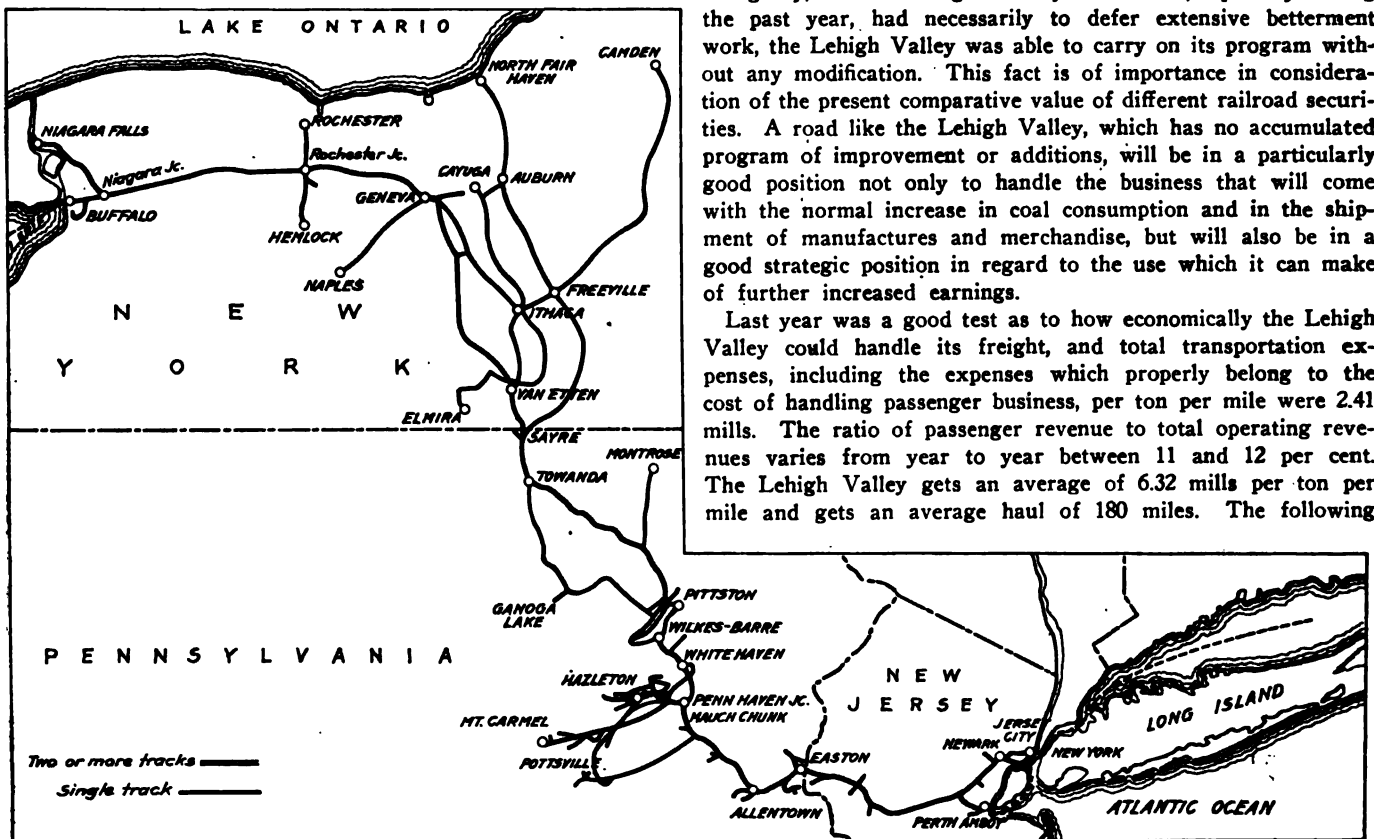 the past year, had necessarily to defer extensive betterment
work, the Lehigh Valley was able to carry on its program with-
out any modification. This fact is of importance in considera-
tion of the present comparative value of different railroad securi-
ties. A road like the Lehigh Valley, which has no accumulated
program of improvement or additions, will be in a particularly
good position not only to handle the business that will come
with the normal increase in coal consumption and in the ship-
ment of manufactures and merchandise, but will also be in a
good strategic position in regard to the use which it can make
of further increased earnings.
Last year was a good test as to how economically the Lehigh
Valley could handle its freight, and total transportation ex-
penses, including the expenses which properly belong to the
cost of handling passenger business, per ton per mile were 2.41
mills. The ratio of passenger revenue to total operating reve-
nues varies from year to year between 11 and 12 per cent.
The Lehigh Valley gets an average of 6.32 mills per ton per
mile and gets an average haul of 180 miles. The following
LAKE ONTARIO
CAMDEN
NORTH FAIR
HAVEN
NIAGARA FALLS
ROCHESTER
Rochester Jc.
Niagara Jc.
CAYUGA
AUBURN
GENEVA
BUFFALO
HEMLOCK
NAPLES
FREEVILLE
ITHACA
NEW
YORK
VAN ETTEN
ELMIRA
SAYRE
MONTROSE
TOWANDA
GANOGA
LAKE
PITTSTON
WILKES-BARRE
WHITE HAVEN
PENNSYLVANIA
HAZLETON
PENN HAVEN JC.
MAUCH CHUNK
MT. CARMEL
POTTSVILLE
NEW
JERSEY
JERSEY
CITY
NEWARK
NEW YORK
LONG ISLAND
EASTON
ALLENTOWN
PERTH AMBOY
ATLANTIC OCEAN
Two or more tracks
Single track